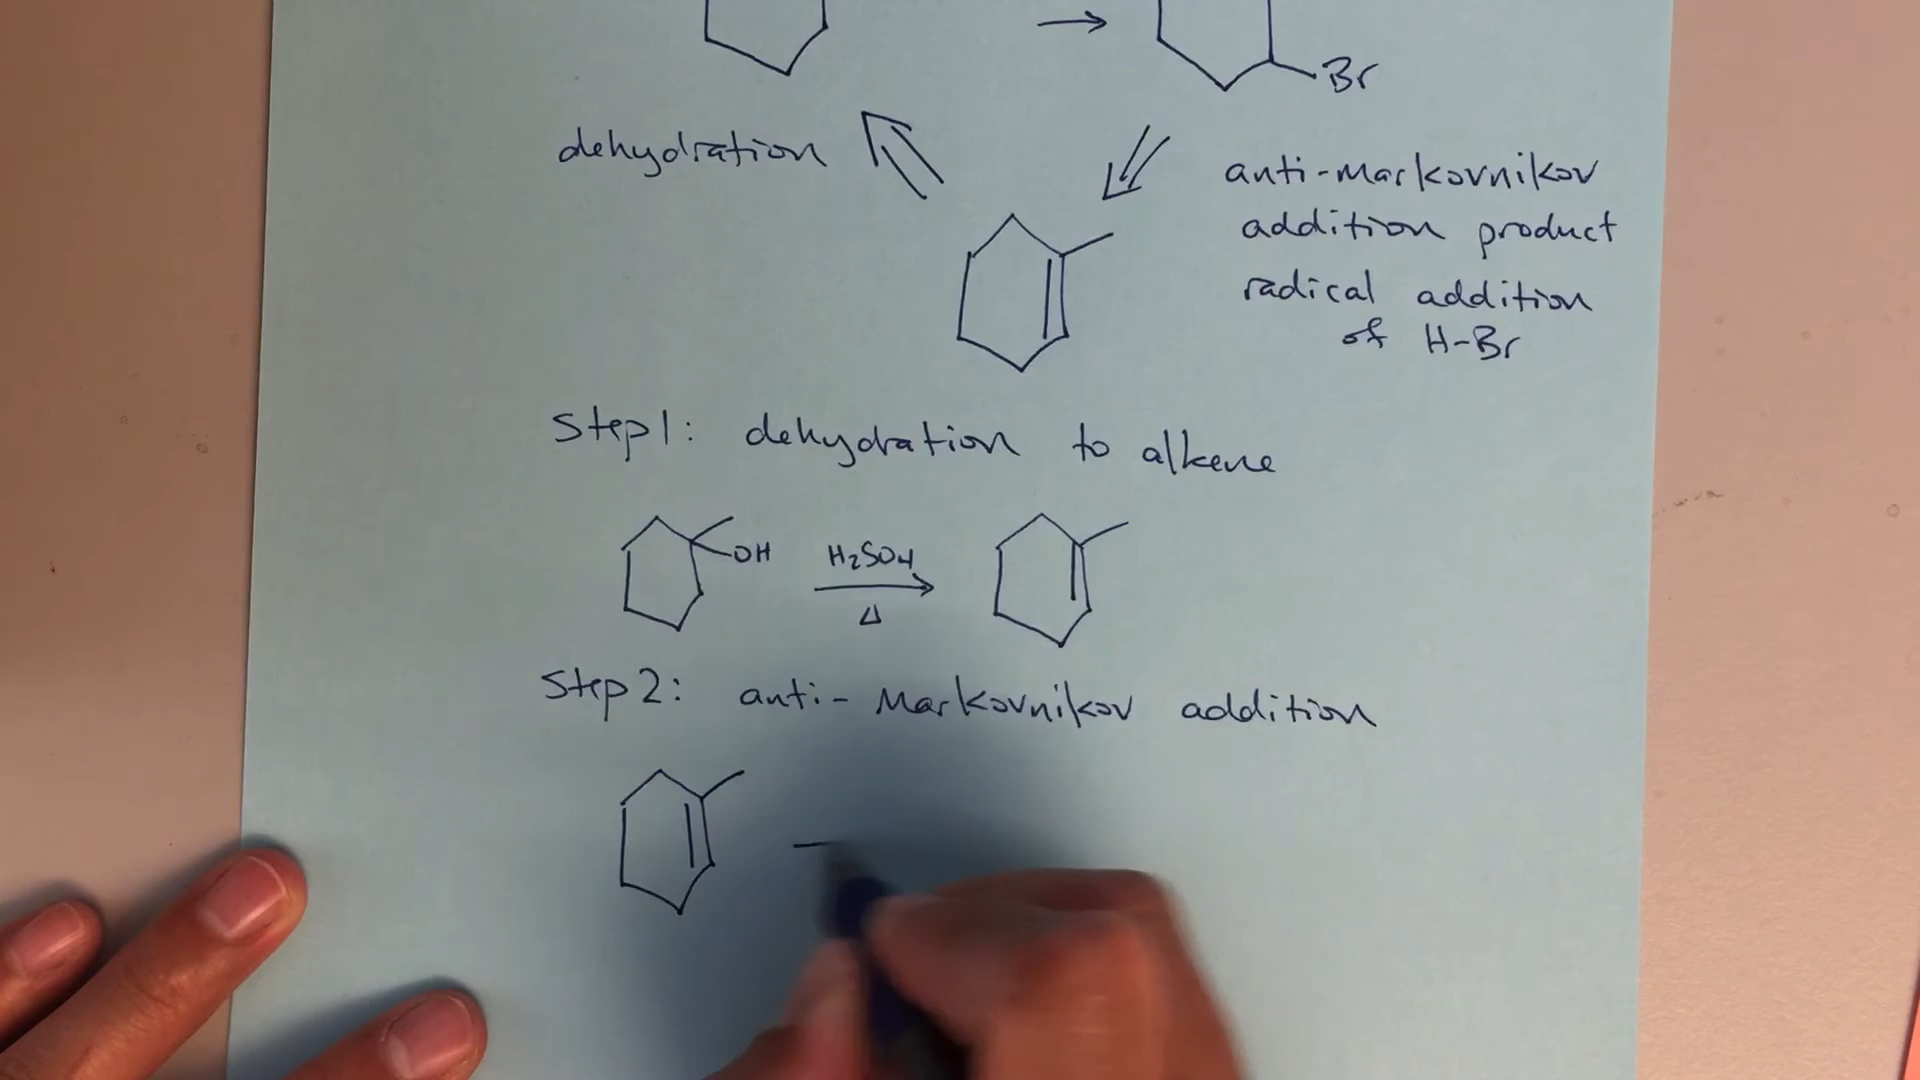 Br
dehydration
anti-Markovnikov
addition product
radical addition
of H-Br
Step 1: dehydration to alkene
OH
H2SO4
Δ
Step 2: anti-Markovnikov addition